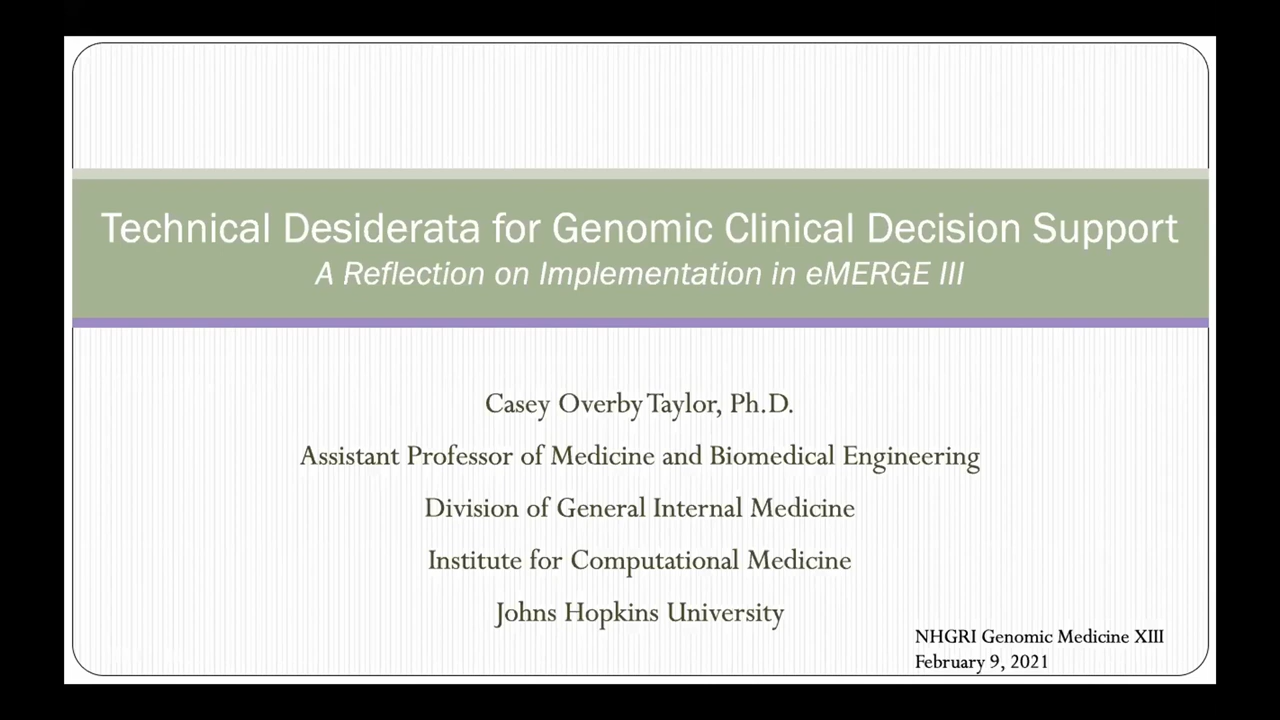 Technical Desiderata for Genomic Clinical Decision Support
A Reflection on Implementation in eMERGE III
Casey Overby Taylor, Ph.D.
Assistant Professor of Medicine and Biomedical Engineering
Division of General Internal Medicine
Institute for Computational Medicine
Johns Hopkins University
NHGRI Genomic Medicine XIII
February 9, 2021